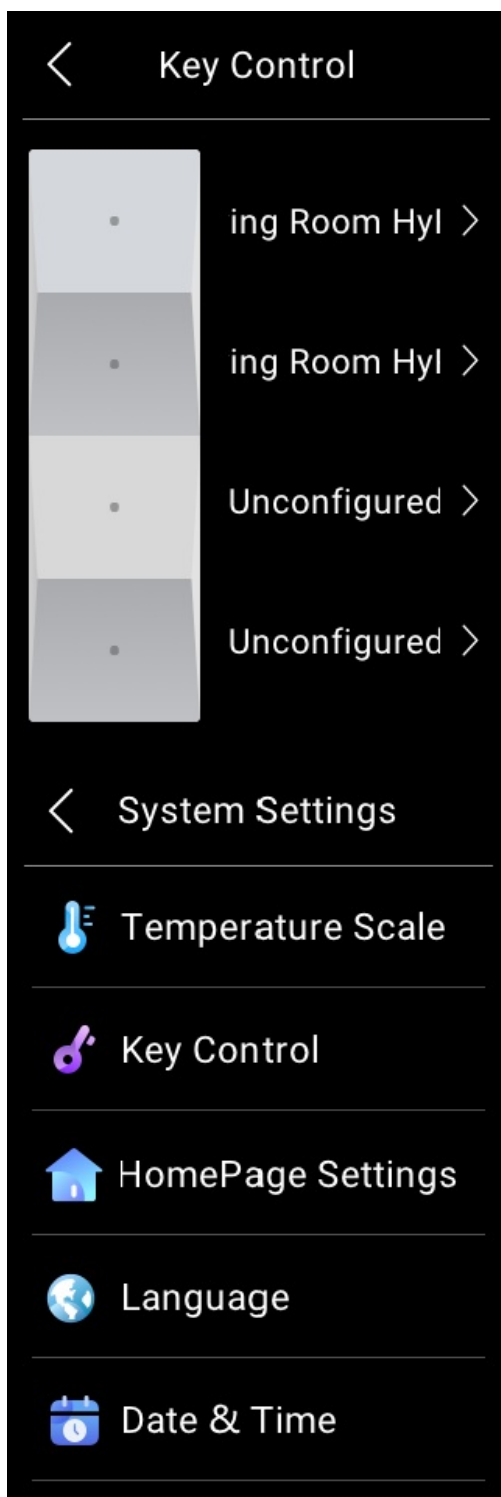 Key Control
ing Room Hyl
ing Room Hyl
Unconfigured
Unconfigured
System Settings
Temperature Scale
Key Control
HomePage Settings
Language
Date & Time